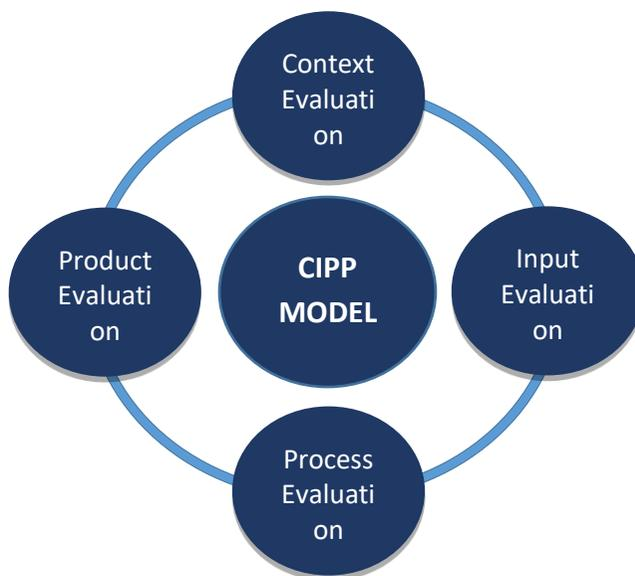 Context
Evaluati
on
Product
Evaluati
on
CIPP
MODEL
Input
Evaluati
on
Process
Evaluati
on